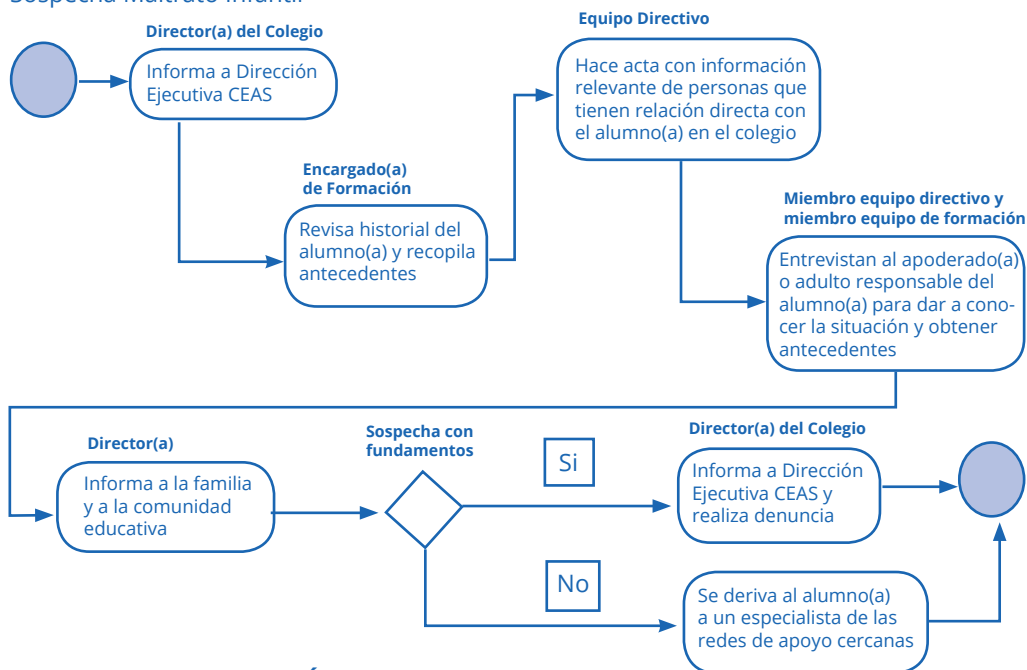 Sospecha Maltrato Infantil
Director(a) del Colegio
Informa a Dirección
Ejecutiva CEAS
Encargado(a)
de Formación
Revisa historial del
alumno(a) y recopila
antecedentes
Equipo Directivo
Hace acta con información
relevante de personas que
tienen relación directa con
el alumno(a) en el colegio
Miembro equipo directivo y
miembro equipo de formación
Entrevistan al apoderado(a)
o adulto responsable del
alumno(a) para dar a cono-
cer la situación y obtener
antecedentes
Director(a)
Informa a la familia
y a la comunidad
educativa
Sospecha con
fundamentos
Si
Director(a) del Colegio
Informa a Dirección
Ejecutiva CEAS y
realiza denuncia
No
Se deriva al alumno(a)
a un especialista de las
redes de apoyo cercanas